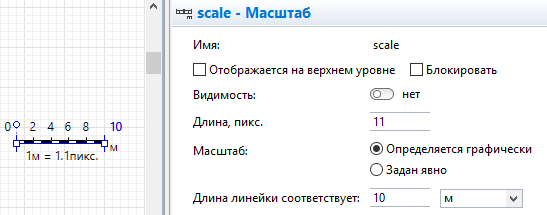 scale - Масштаб
Имя: scale
Отображается на верхнем уровне Блокировать
Видимость: нет
Длина, пикс. 11
Масштаб: Определяется графически
Задан явно
Длина линейки соответствует: 10 м
0 2 4 6 8 10
м
1м = 1.1пикс.